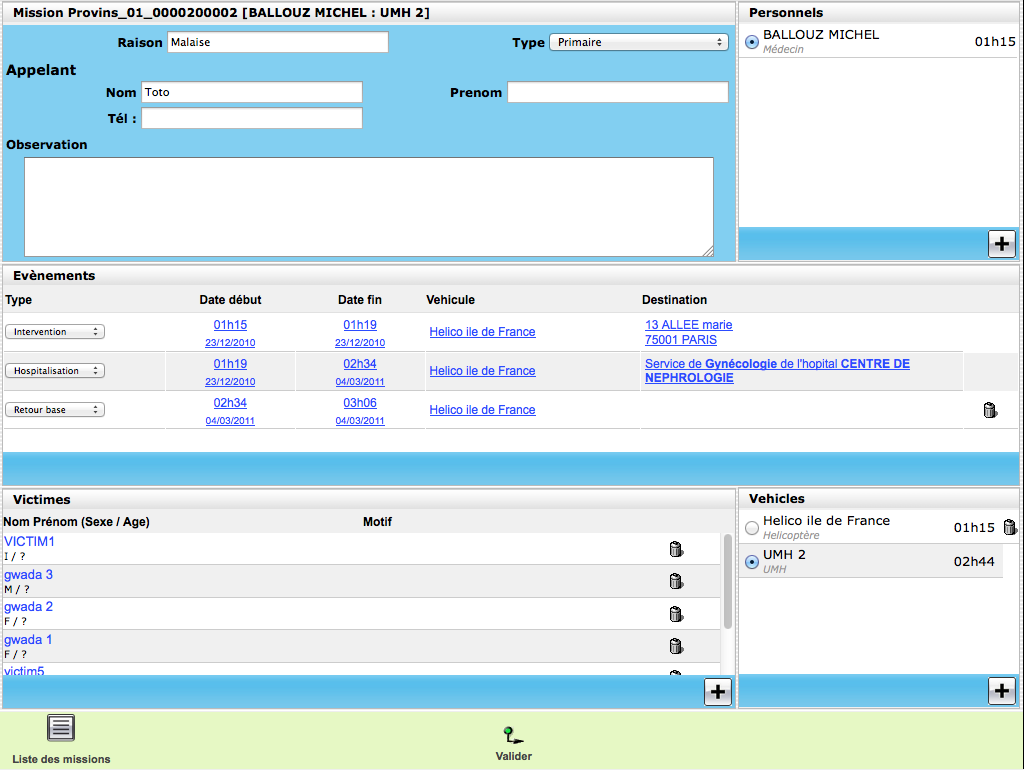 Mission Provins_01_0000200002 [BALLOUZ MICHEL : UMH 2]
Raison Malaise Type Primaire
Appelant
Nom Toto Prenom
Tél :
Observation
Personnels
BALLOUZ MICHEL 01h15
Médecin
Evènements
Type Date début Date fin Vehicule Destination
Intervention 01h15 01h19 Helico ile de France 13 ALLEE marie
23/12/2010 23/12/2010 75001 PARIS
Hospitalisation 01h19 02h34 Helico ile de France Service de Gynécologie de l'hopital CENTRE DE
23/12/2010 04/03/2011 NEPHROLOGIE
Retour base 02h34 03h06 Helico ile de France
04/03/2011 04/03/2011
Victimes
Nom Prénom (Sexe / Age) Motif
VICTIM1
I / ?
gwada 3
M / ?
gwada 2
F / ?
gwada 1
F / ?
victim5
Vehicles
Helico ile de France 01h15
Helicoptère
UMH 2 02h44
UMH
Liste des missions
Valider